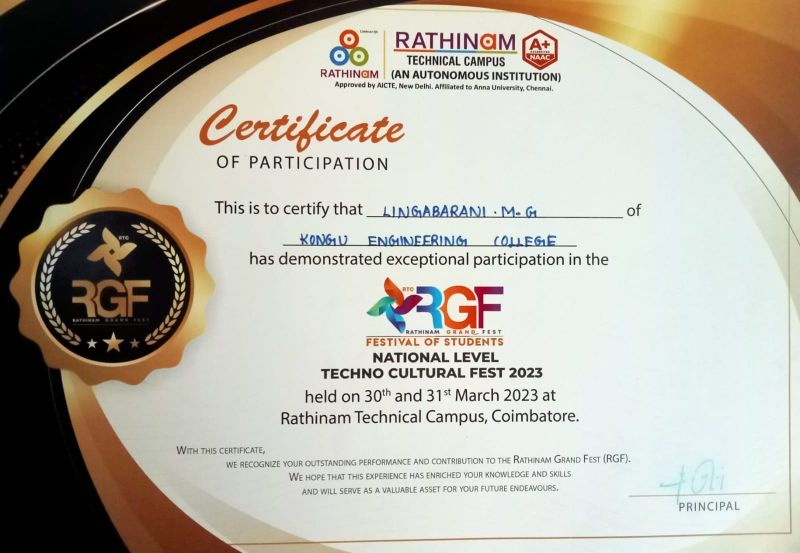 Celebrating Life
RATHINAM
RATHINAM
TECHNICAL CAMPUS
(AN AUTONOMOUS INSTITUTION)
A+
ACCREDITED
NAAC
Approved by AICTE, New Delhi. Affiliated to Anna University, Chennai.
Certificate
OF PARTICIPATION
This is to certify that LINGABARANI . M. G of
KONGU ENGINEERING COLLEGE
has demonstrated exceptional participation in the
RTC
RGF
RATHINAM GRAND FEST
RTC
RGF
RATHINAM GRAND FEST
FESTIVAL OF STUDENTS
NATIONAL LEVEL
TECHNO CULTURAL FEST 2023
held on 30th and 31st March 2023 at
Rathinam Technical Campus, Coimbatore.
WITH THIS CERTIFICATE,
WE RECOGNIZE YOUR OUTSTANDING PERFORMANCE AND CONTRIBUTION TO THE RATHINAM GRAND FEST (RGF).
WE HOPE THAT THIS EXPERIENCE HAS ENRICHED YOUR KNOWLEDGE AND SKILLS
AND WILL SERVE AS A VALUABLE ASSET FOR YOUR FUTURE ENDEAVOURS.
PRINCIPAL